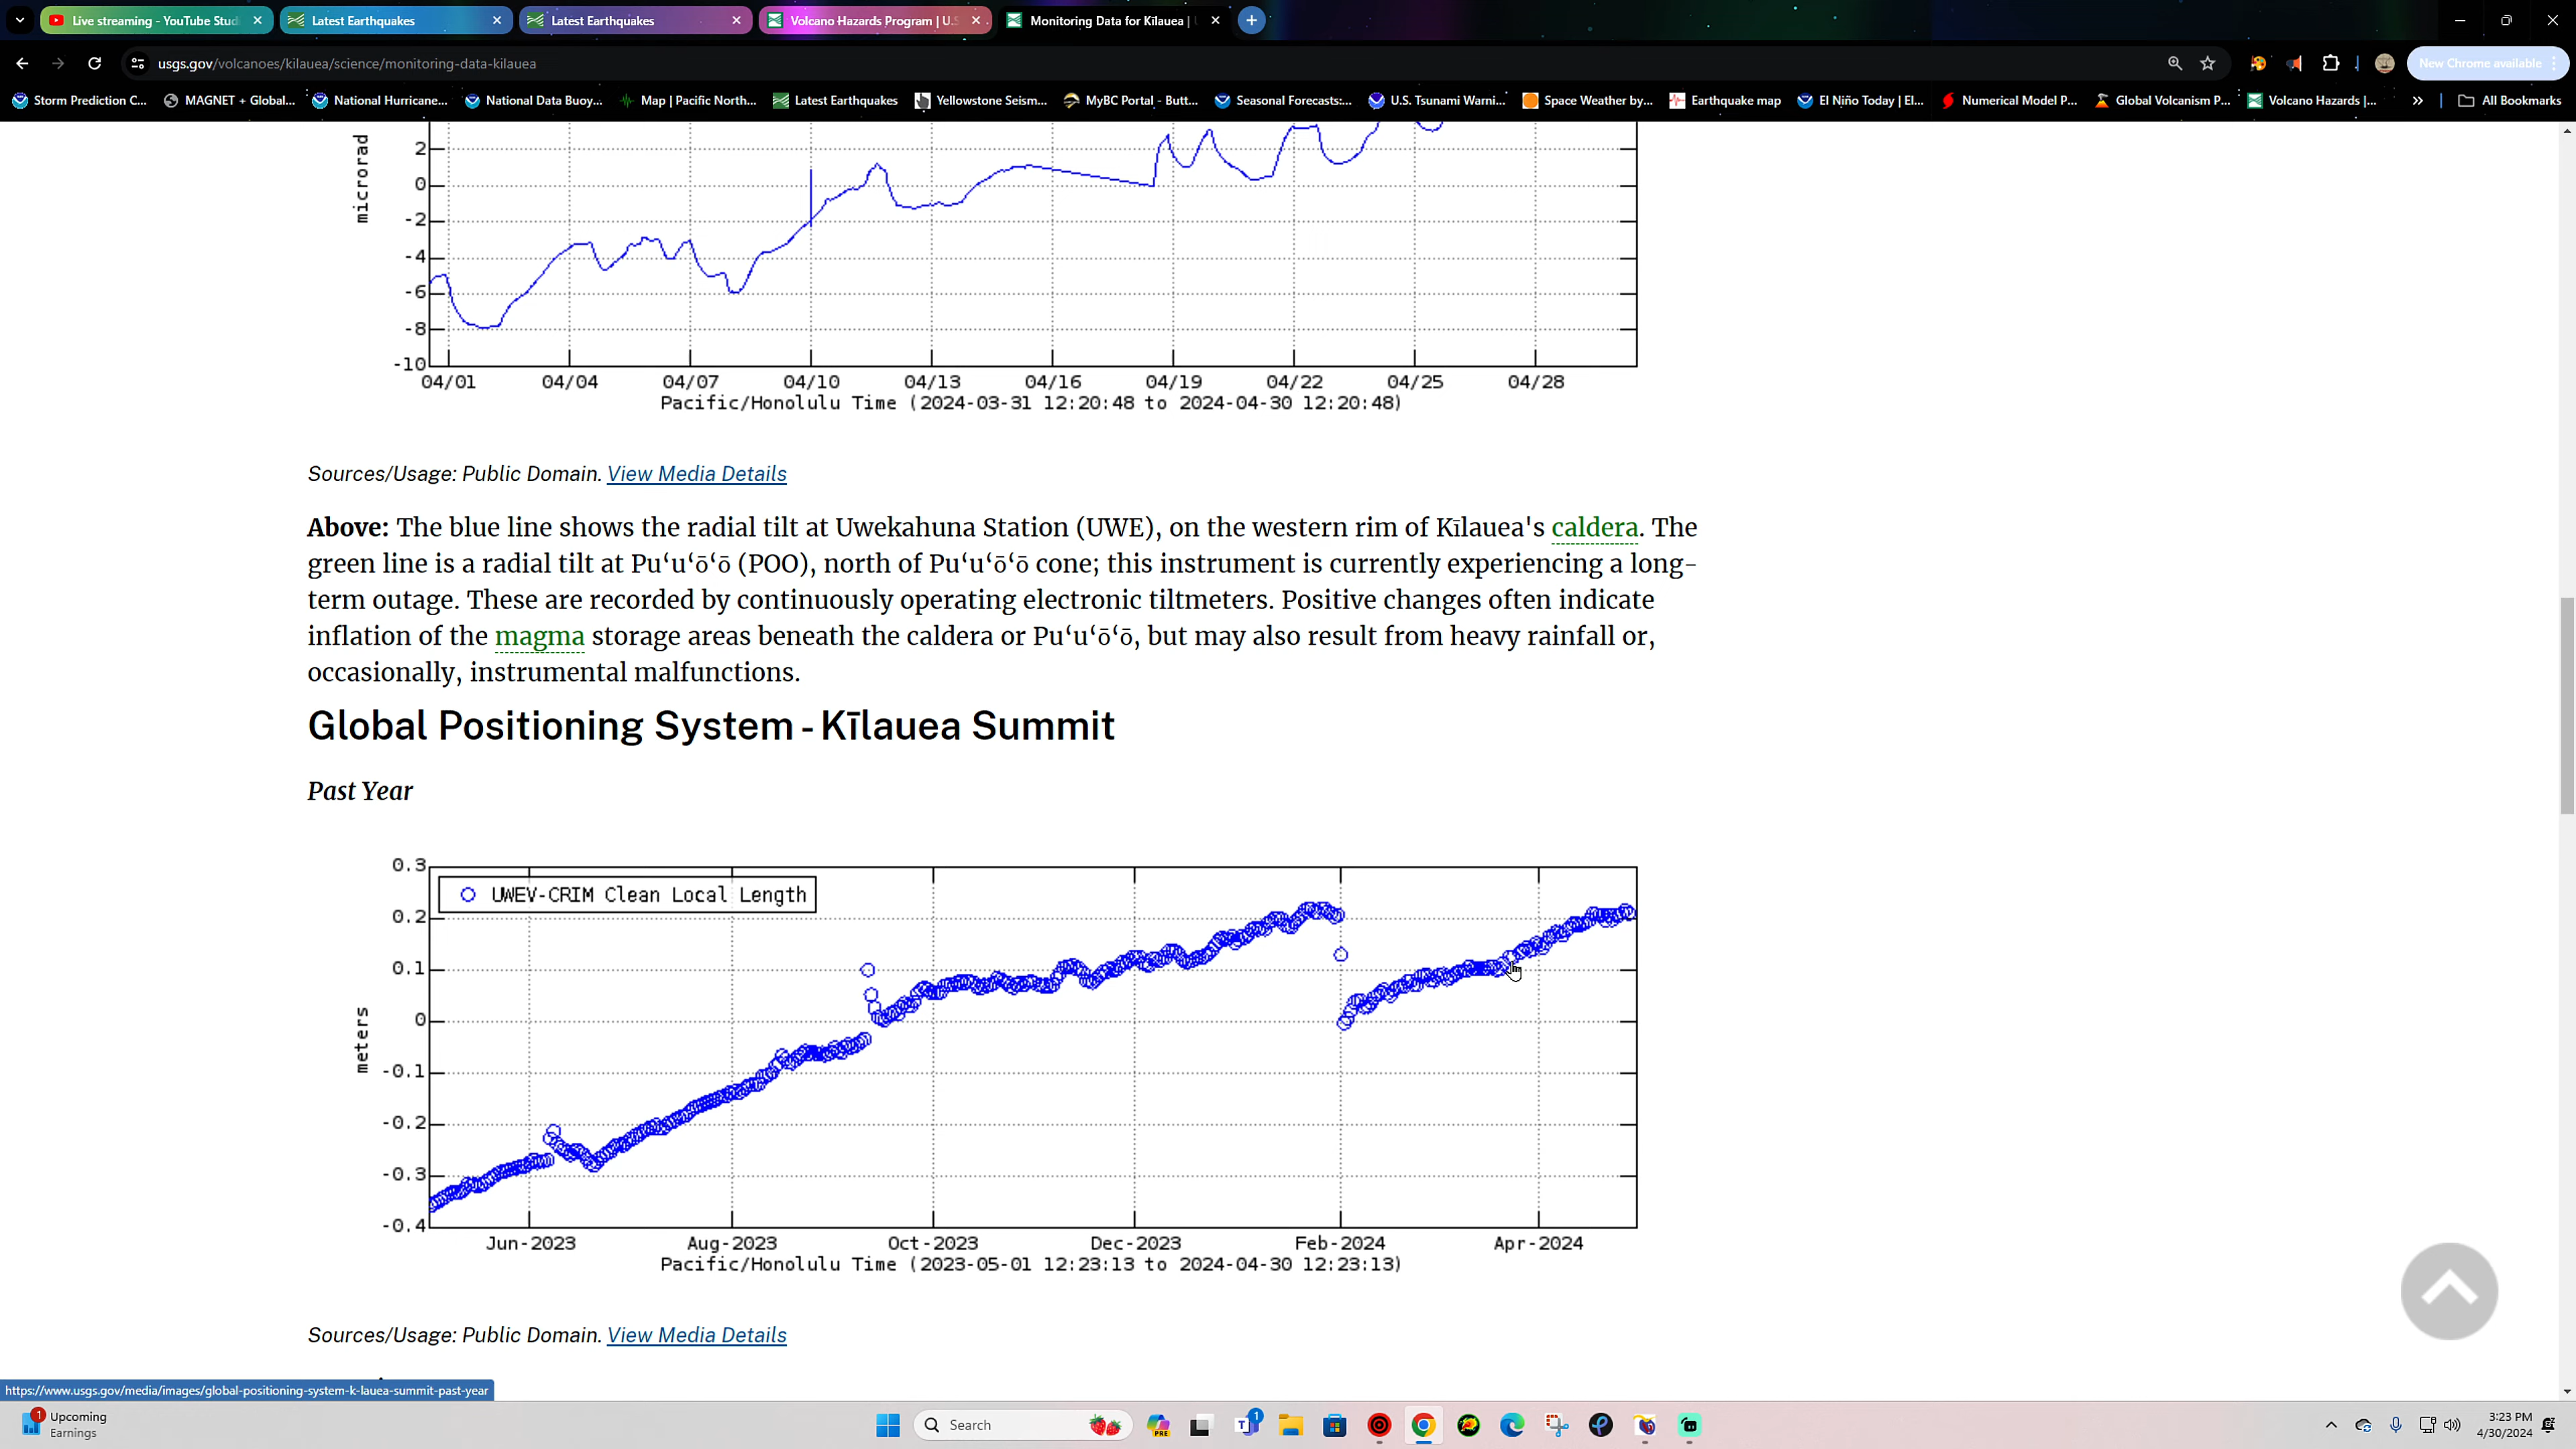 Live streaming - YouTube Studi
Latest Earthquakes
Latest Earthquakes
Volcano Hazards Program | U.S
Monitoring Data for Kilauea |
usgs.gov/volcanoes/kilauea/science/monitoring-data-kilauea
New Chrome available
Storm Prediction C...
MAGNET + Global...
National Hurricane...
National Data Buoy...
Map | Pacific North...
Latest Earthquakes
Yellowstone Seism...
MyBC Portal - Butt...
Seasonal Forecasts:...
U.S. Tsunami Warni...
Space Weather by...
Earthquake map
El Niño Today | El...
Numerical Model P...
Global Volcanism P...
Volcano Hazards |...
All Bookmarks
microrad
2
0
-2
-4
-6
-8
-10
04/01 04/04 04/07 04/10 04/13 04/16 04/19 04/22 04/25 04/28
Pacific/Honolulu Time (2024-03-31 12:20:48 to 2024-04-30 12:20:48)
Sources/Usage: Public Domain. View Media Details
Above: The blue line shows the radial tilt at Uwekahuna Station (UWE), on the western rim of Kīlauea's caldera. The
green line is a radial tilt at Puʻuʻōʻō (POO), north of Puʻuʻōʻō cone; this instrument is currently experiencing a long-
term outage. These are recorded by continuously operating electronic tiltmeters. Positive changes often indicate
inflation of the magma storage areas beneath the caldera or Puʻuʻōʻō, but may also result from heavy rainfall or,
occasionally, instrumental malfunctions.
Global Positioning System - Kīlauea Summit
Past Year
UWEV-CRIM Clean Local Length
meters
0.3
0.2
0.1
0
-0.1
-0.2
-0.3
-0.4
Jun-2023 Aug-2023 Oct-2023 Dec-2023 Feb-2024 Apr-2024
Pacific/Honolulu Time (2023-05-01 12:23:13 to 2024-04-30 12:23:13)
Sources/Usage: Public Domain. View Media Details
https://www.usgs.gov/media/images/global-positioning-system-k-lauea-summit-past-year
1
Upcoming
Earnings
Search
PRE
T
1
3:23 PM
4/30/2024